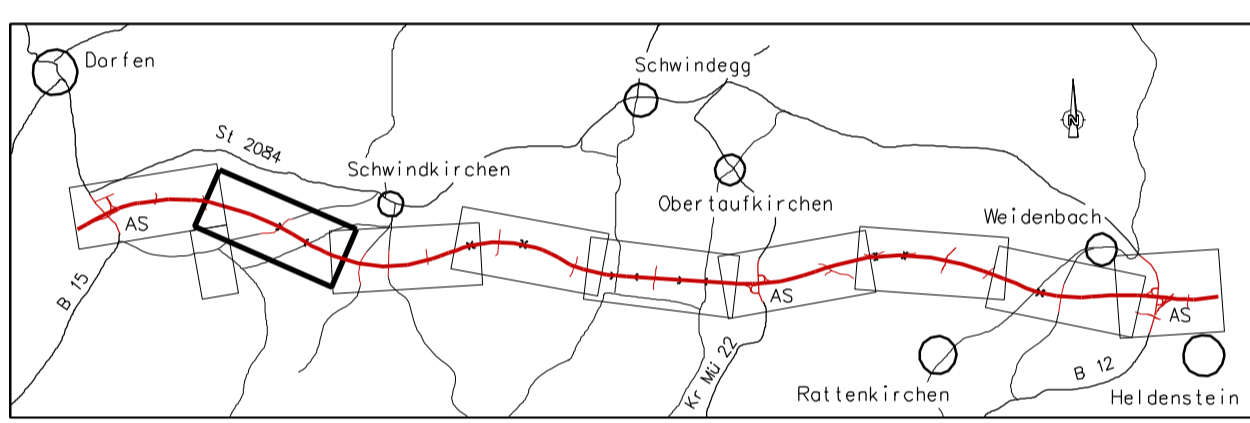 Dorfen
Schwindegg
N
St 2084
Schwindkirchen
Obertaufkirchen
Weidenbach
AS
B 15
AS
AS
Kr Mü 22
B 12
Rattenkirchen
Heldenstein